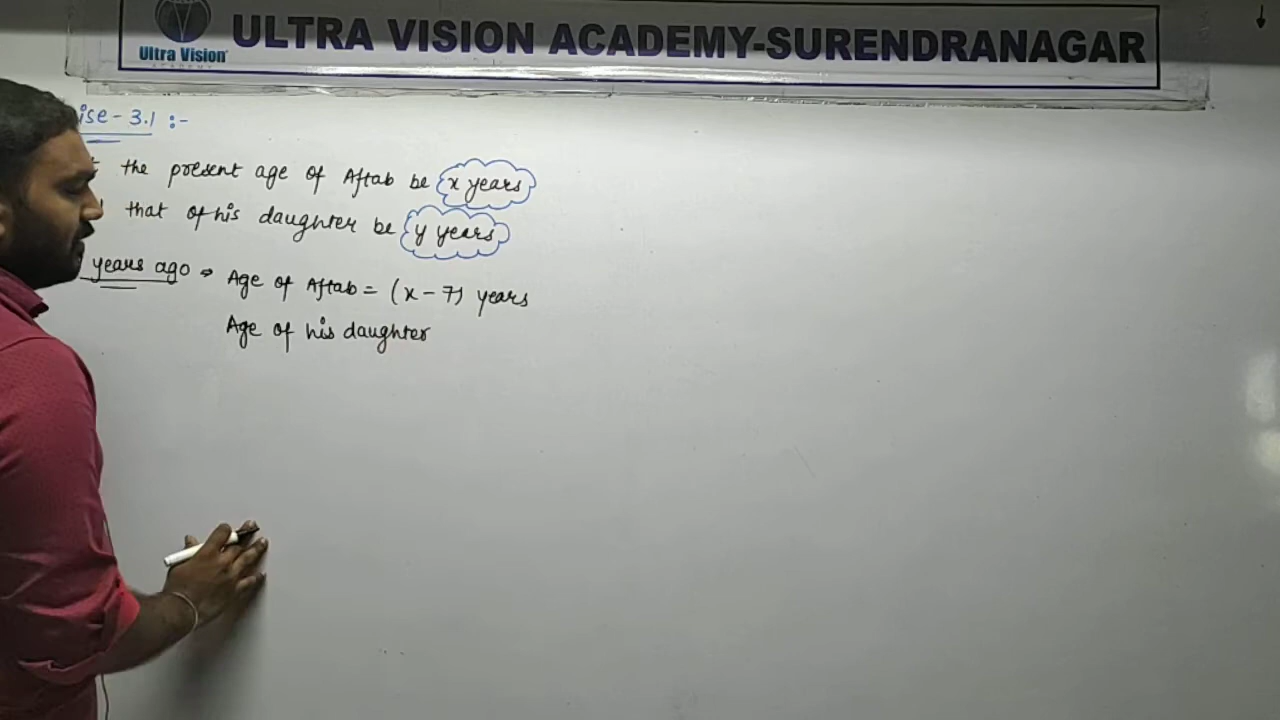 ULTRA VISION ACADEMY-SURENDRANAGAR
Ultra Vision
ACADEMY
ise - 3.1 :-
the present age of Aftab be x years
that of his daughter be y years
years ago ⇒ Age of Aftab = (x - 7) years
Age of his daughter